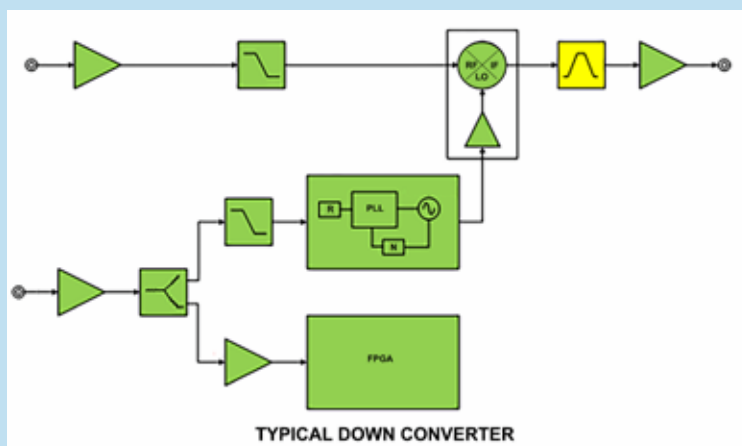 RF IF
LO
R PLL
N
FPGA
TYPICAL DOWN CONVERTER